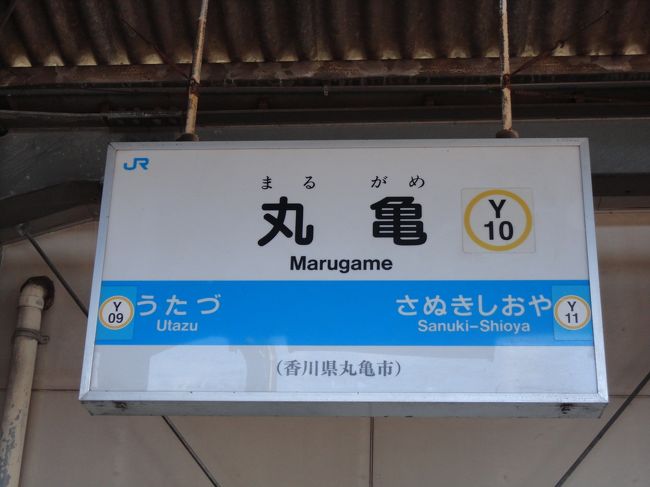 JR
まるがめ
丸亀
Y
10
Marugame
Y
09
うたづ
Utazu
さぬきしおや
Sanuki-Shioya
Y
11
(香川県丸亀市)